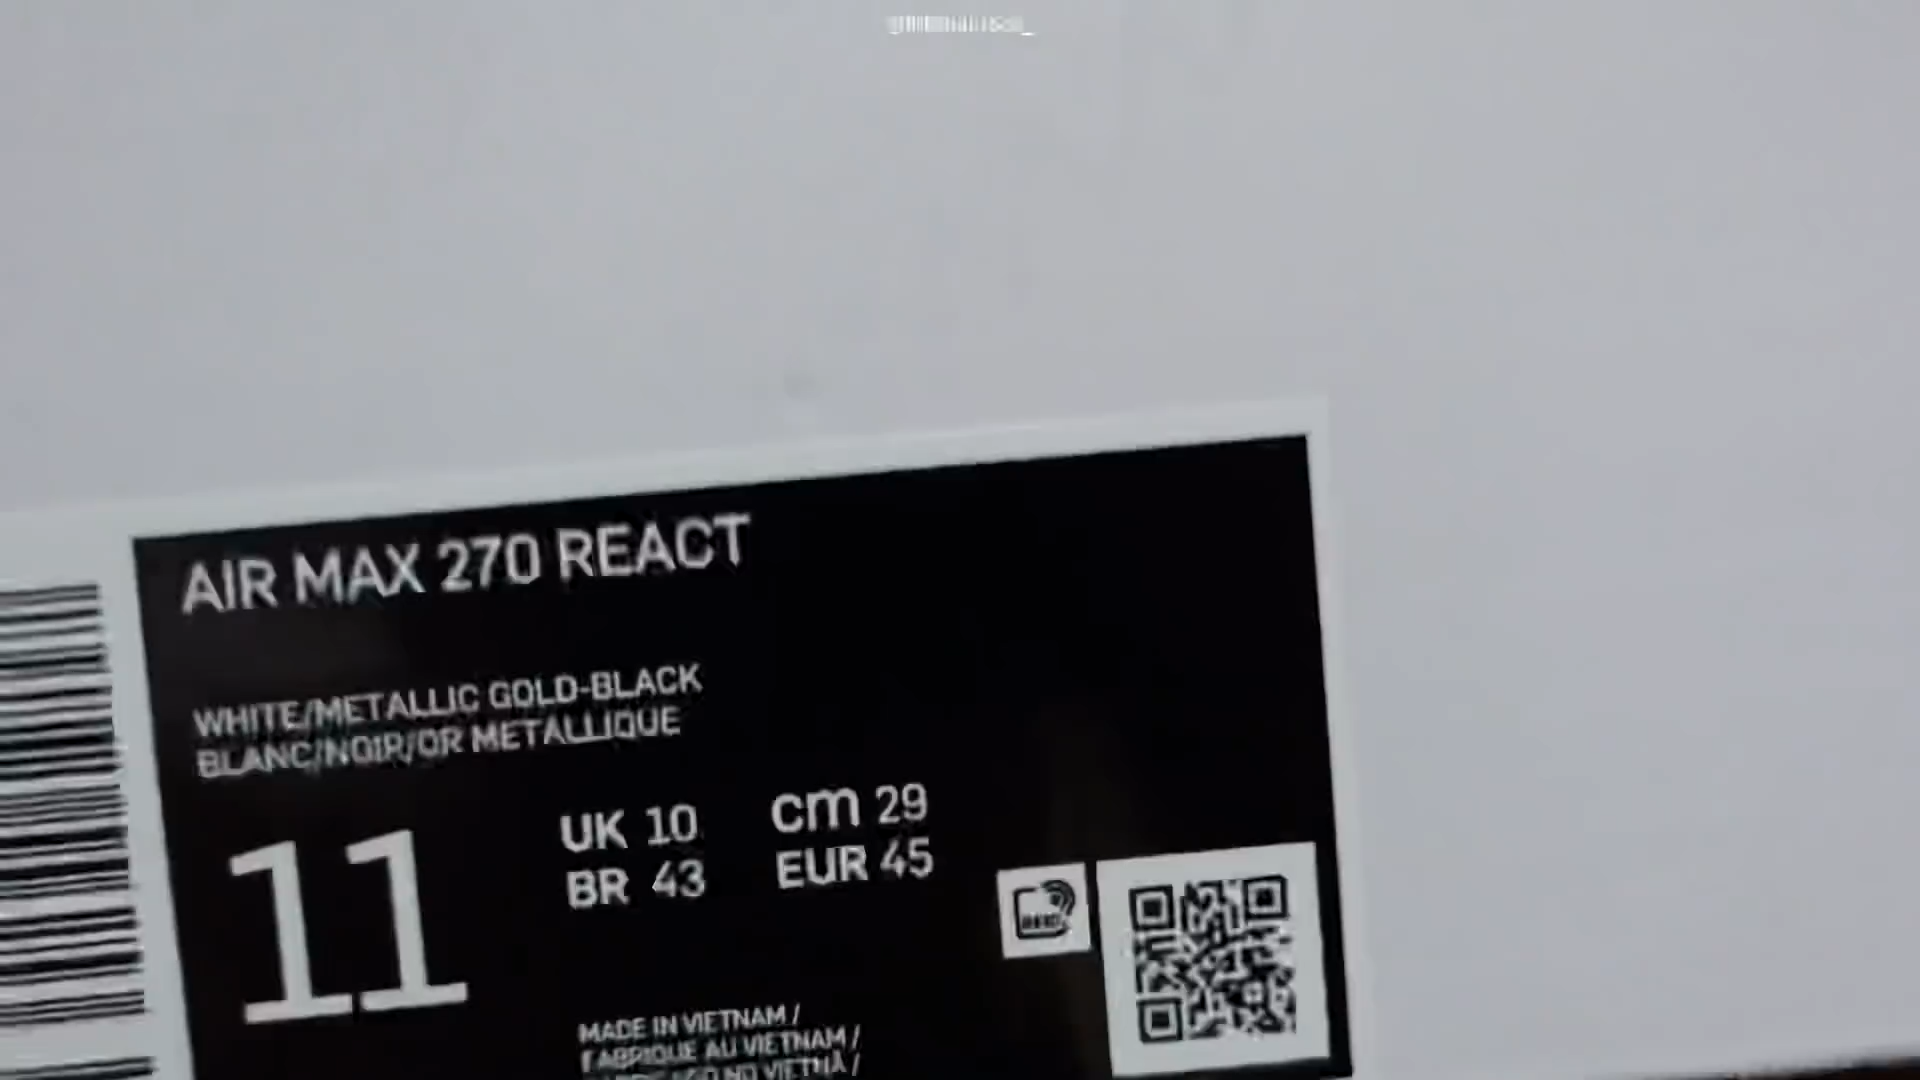 AIR MAX 270 REACT
WHITE/METALLIC GOLD-BLACK
BLANC/NOIR/OR METALLIQUE
11
UK 10
BR 43
cm 29
EUR 45
MADE IN VIETNAM /
FABRIQUE AU VIETNAM /